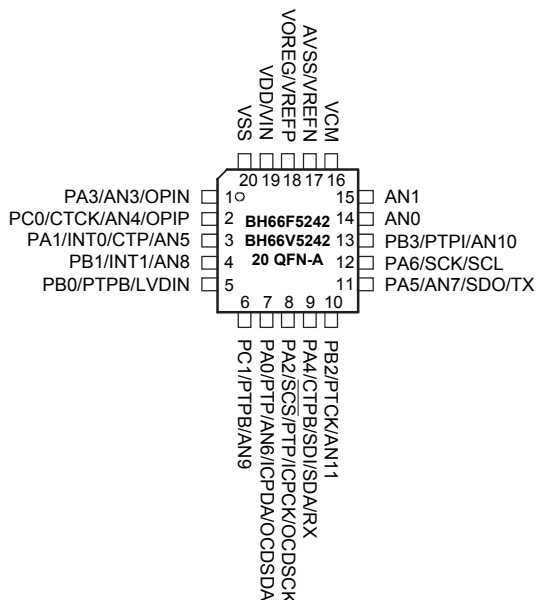 VSS
VDD/VIN
VOREG/VREFP
AVSS/VREFN
VCM
20 19 18 17 16
PA3/AN3/OPIN 1 15 AN1
PC0/CTCK/AN4/OPIP 2 BH66F5242 14 AN0
PA1/INT0/CTP/AN5 3 BH66V5242 13 PB3/PTPI/AN10
PB1/INT1/AN8 4 20 QFN-A 12 PA6/SCK/SCL
PB0/PTPB/LVDIN 5 11 PA5/AN7/SDO/TX
6 7 8 9 10
PC1/PTPB/AN9
PA0/PTP/AN6/ICPDA/OCDSDA
PA2/SCS/PTP/ICPCK/OCDSCK
PA4/CTPB/SDI/SDA/RX
PB2/PTCK/AN11